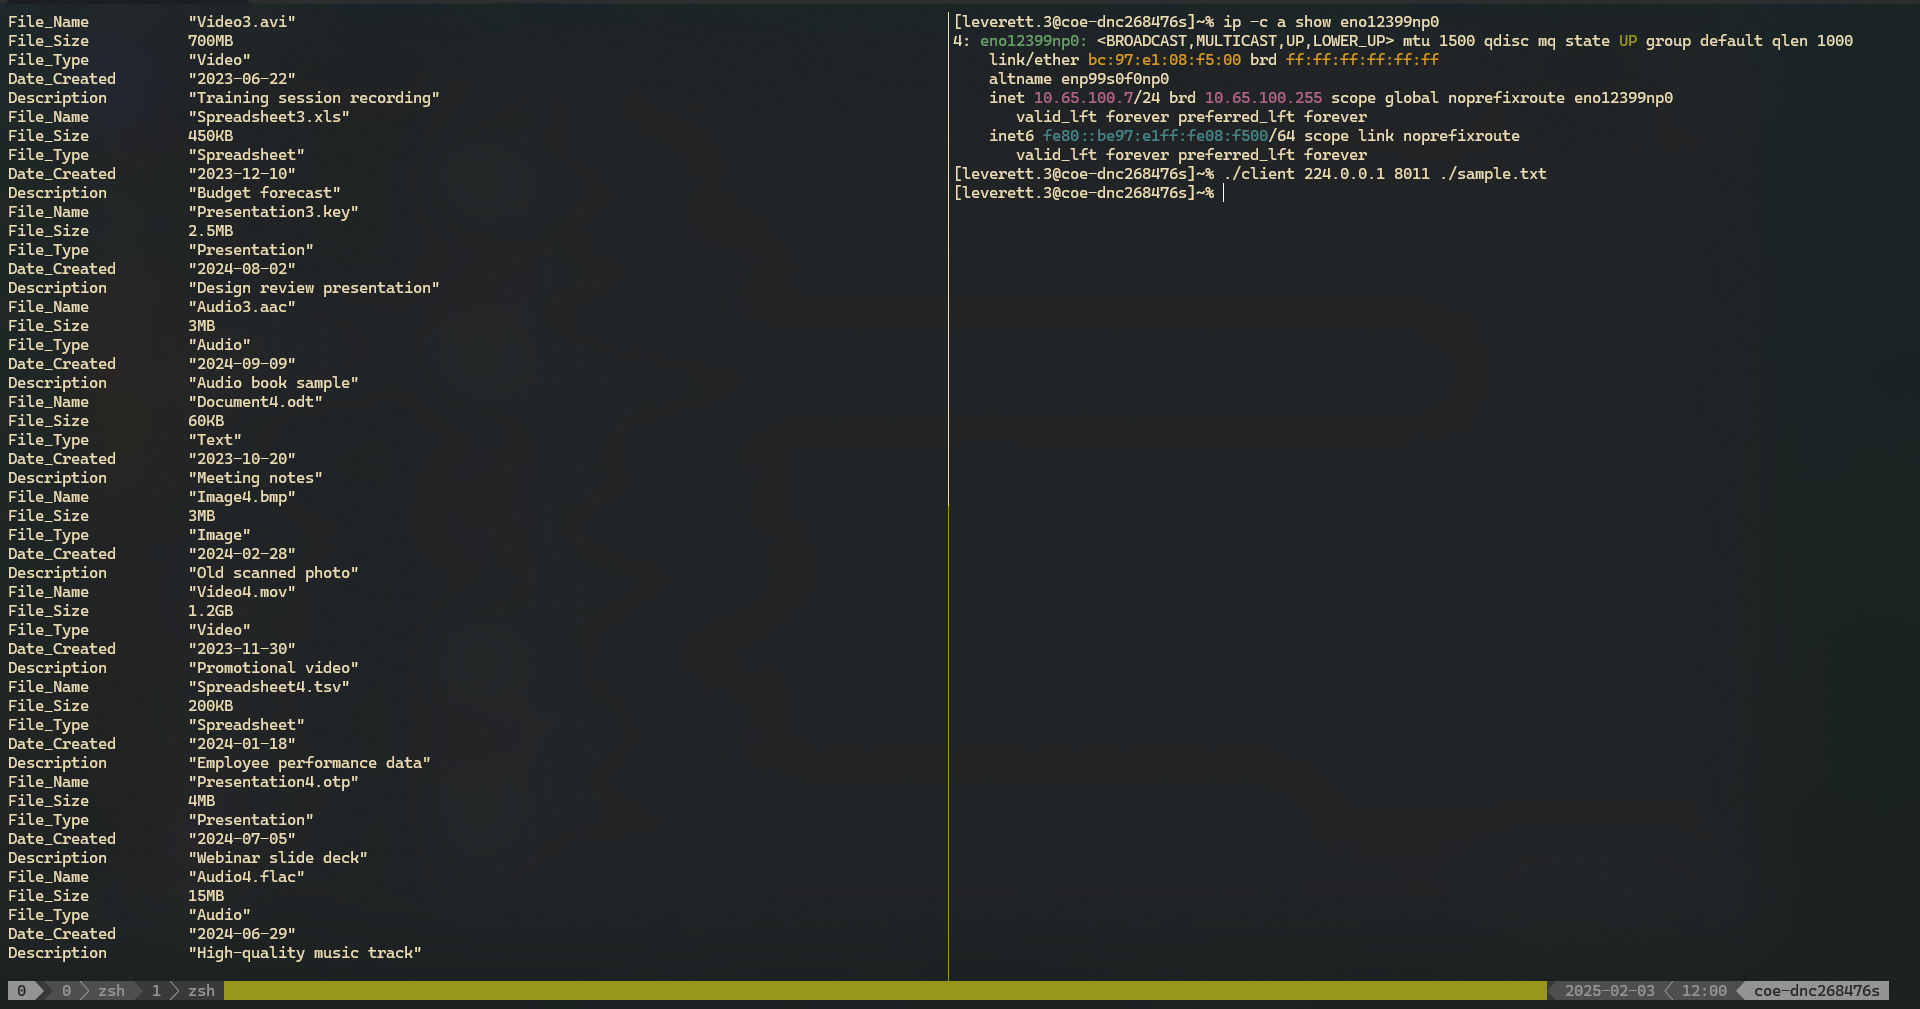 File_Name "Video3.avi"
File_Size 700MB
File_Type "Video"
Date_Created "2023-06-22"
Description "Training session recording"
File_Name "Spreadsheet3.xls"
File_Size 450KB
File_Type "Spreadsheet"
Date_Created "2023-12-10"
Description "Budget forecast"
File_Name "Presentation3.key"
File_Size 2.5MB
File_Type "Presentation"
Date_Created "2024-08-02"
Description "Design review presentation"
File_Name "Audio3.aac"
File_Size 3MB
File_Type "Audio"
Date_Created "2024-09-09"
Description "Audio book sample"
File_Name "Document4.odt"
File_Size 60KB
File_Type "Text"
Date_Created "2023-10-20"
Description "Meeting notes"
File_Name "Image4.bmp"
File_Size 3MB
File_Type "Image"
Date_Created "2024-02-28"
Description "Old scanned photo"
File_Name "Video4.mov"
File_Size 1.2GB
File_Type "Video"
Date_Created "2023-11-30"
Description "Promotional video"
File_Name "Spreadsheet4.tsv"
File_Size 200KB
File_Type "Spreadsheet"
Date_Created "2024-01-18"
Description "Employee performance data"
File_Name "Presentation4.otp"
File_Size 4MB
File_Type "Presentation"
Date_Created "2024-07-05"
Description "Webinar slide deck"
File_Name "Audio4.flac"
File_Size 15MB
File_Type "Audio"
Date_Created "2024-06-29"
Description "High-quality music track"
[leverett.3@coe-dnc268476s]~% ip -c a show eno12399np0
4: eno12399np0: <BROADCAST,MULTICAST,UP,LOWER_UP> mtu 1500 qdisc mq state UP group default qlen 1000
link/ether bc:97:e1:08:f5:00 brd ff:ff:ff:ff:ff:ff
altname enp99s0f0np0
inet 10.65.100.7/24 brd 10.65.100.255 scope global noprefixroute eno12399np0
valid_lft forever preferred_lft forever
inet6 fe80::be97:e1ff:fe08:f500/64 scope link noprefixroute
valid_lft forever preferred_lft forever
[leverett.3@coe-dnc268476s]~% ./client 224.0.0.1 8011 ./sample.txt
[leverett.3@coe-dnc268476s]~%
0 0 zsh 1 zsh 2025-02-03 12:00 coe-dnc268476s